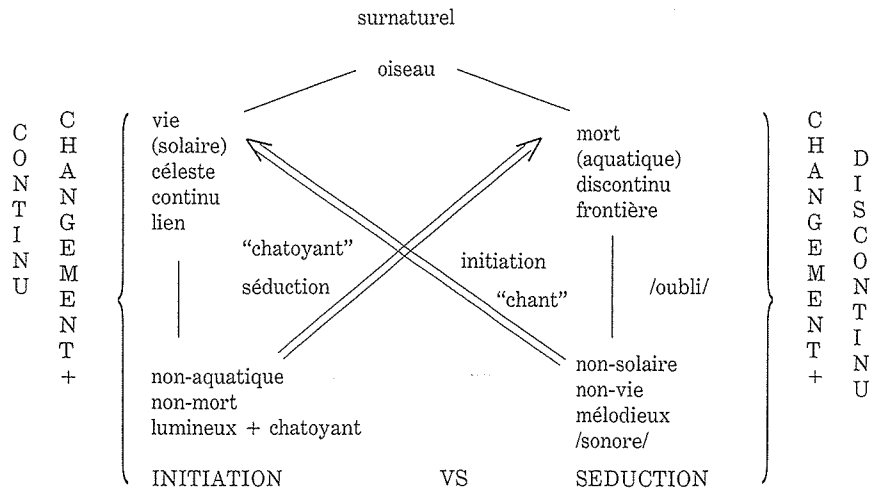 surnaturel
oiseau
CONTINU
CHANGEMENT+
vie
(solaire)
céleste
continu
lien
mort
(aquatique)
discontinu
frontière
CHANGEMENT+
DISCONTINU
“chatoyant”
séduction
initiation
“chant”
/oubli/
non-aquatique
non-mort
lumineux + chatoyant
non-solaire
non-vie
mélodieux
/sonore/
INITIATION VS SEDUCTION